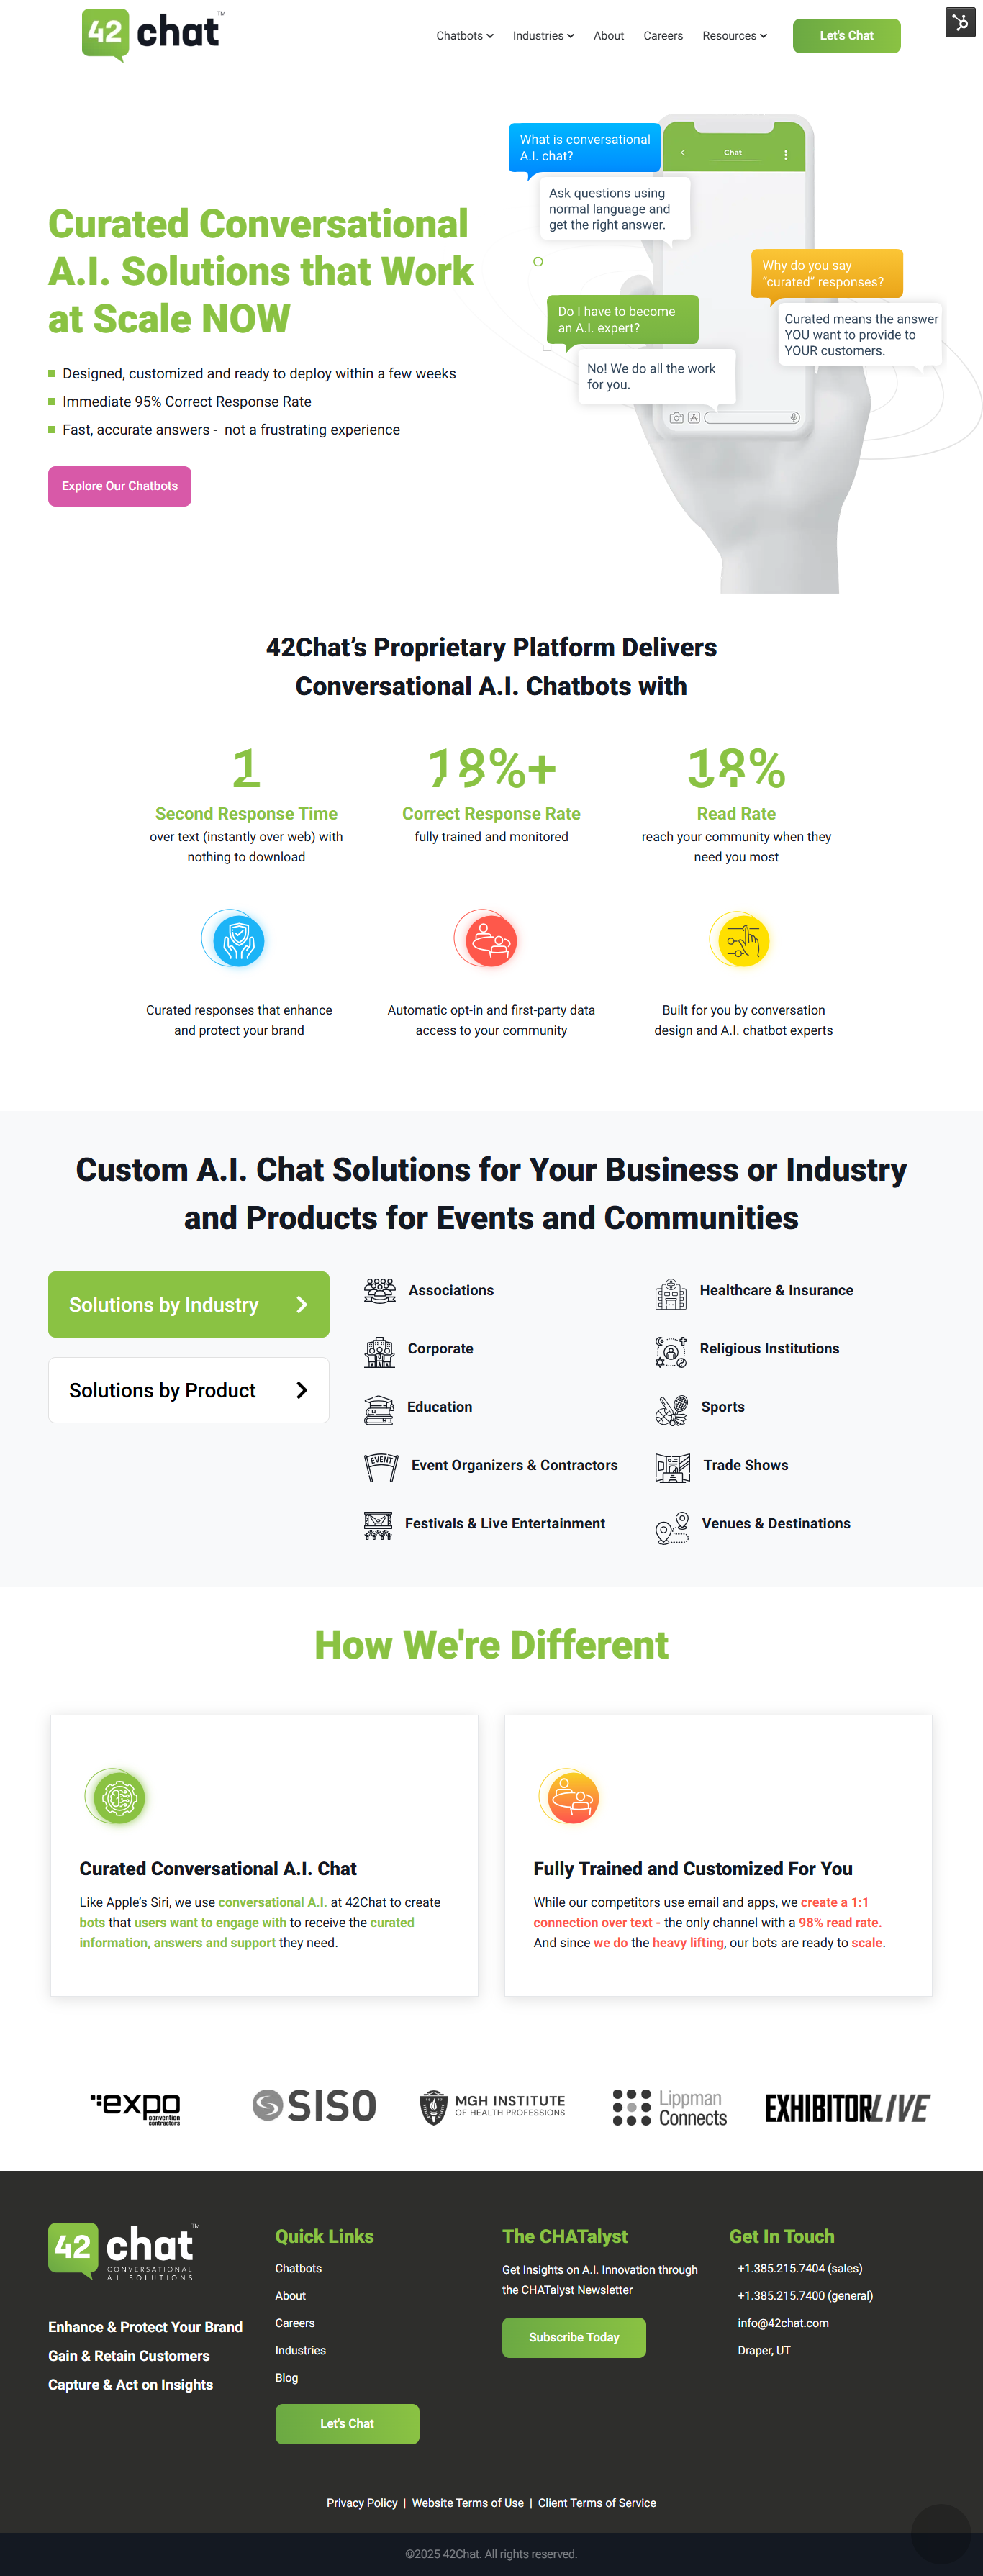 42 chat™
Chatbots
Industries
About
Careers
Resources
Let's Chat
What is conversational
A.I. chat?
Chat
Ask questions using
normal language and
get the right answer.
Curated Conversational
A.I. Solutions that Work
at Scale NOW
Why do you say
“curated” responses?
Do I have to become
an A.I. expert?
Curated means the answer
YOU want to provide to
YOUR customers.
No! We do all the work
for you.
Designed, customized and ready to deploy within a few weeks
Immediate 95% Correct Response Rate
Fast, accurate answers - not a frustrating experience
Explore Our Chatbots
42Chat’s Proprietary Platform Delivers
Conversational A.I. Chatbots with
Second Response Time
over text (instantly over web) with
nothing to download
Correct Response Rate
fully trained and monitored
Read Rate
reach your community when they
need you most
Curated responses that enhance
and protect your brand
Automatic opt-in and first-party data
access to your community
Built for you by conversation
design and A.I. chatbot experts
Custom A.I. Chat Solutions for Your Business or Industry
and Products for Events and Communities
Solutions by Industry
Solutions by Product
Associations
Healthcare & Insurance
Corporate
Religious Institutions
Education
Sports
EVENT
Event Organizers & Contractors
Trade Shows
Festivals & Live Entertainment
Venues & Destinations
How We're Different
Curated Conversational A.I. Chat
Like Apple’s Siri, we use conversational A.I. at 42Chat to create
bots that users want to engage with to receive the curated
information, answers and support they need.
Fully Trained and Customized For You
While our competitors use email and apps, we create a 1:1
connection over text - the only channel with a 98% read rate.
And since we do the heavy lifting, our bots are ready to scale.
expo
convention
contractors
SISO
MGH INSTITUTE
OF HEALTH PROFESSIONS
Lippman
Connects
EXHIBITORLIVE
42 chat™
CONVERSATIONAL
A.I. SOLUTIONS
Enhance & Protect Your Brand
Gain & Retain Customers
Capture & Act on Insights
Quick Links
Chatbots
About
Careers
Industries
Blog
Let's Chat
The CHATalyst
Get Insights on A.I. Innovation through
the CHATalyst Newsletter
Subscribe Today
Get In Touch
+1.385.215.7404 (sales)
+1.385.215.7400 (general)
info@42chat.com
Draper, UT
Privacy Policy | Website Terms of Use | Client Terms of Service
©2025 42Chat. All rights reserved.